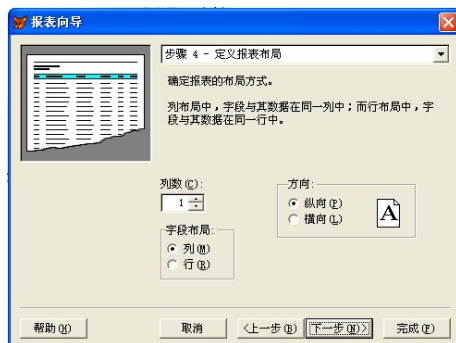 报表向导
步骤 4 - 定义报表布局
确定报表的布局方式。
列布局中，字段与其数据在同一列中；而行布局中，字
段与其数据在同一行中。
列数(C):
1
方向:
纵向(P)
横向(L)
A
字段布局:
列(M)
行(R)
帮助(H)
取消
<上一步(B)
下一步(N)>
完成(F)